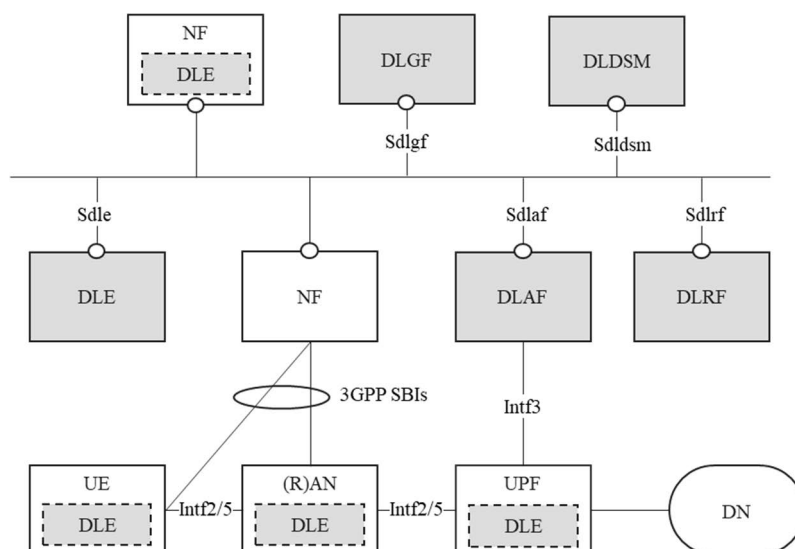 NF
DLE
DLGF
DLDSM
Sdlgf
Sdldsm
Sdle
Sdlaf
Sdlrf
DLE
NF
DLAF
DLRF
3GPP SBIs
Intf3
UE
DLE
Intf2/5
(R)AN
DLE
Intf2/5
UPF
DLE
DN